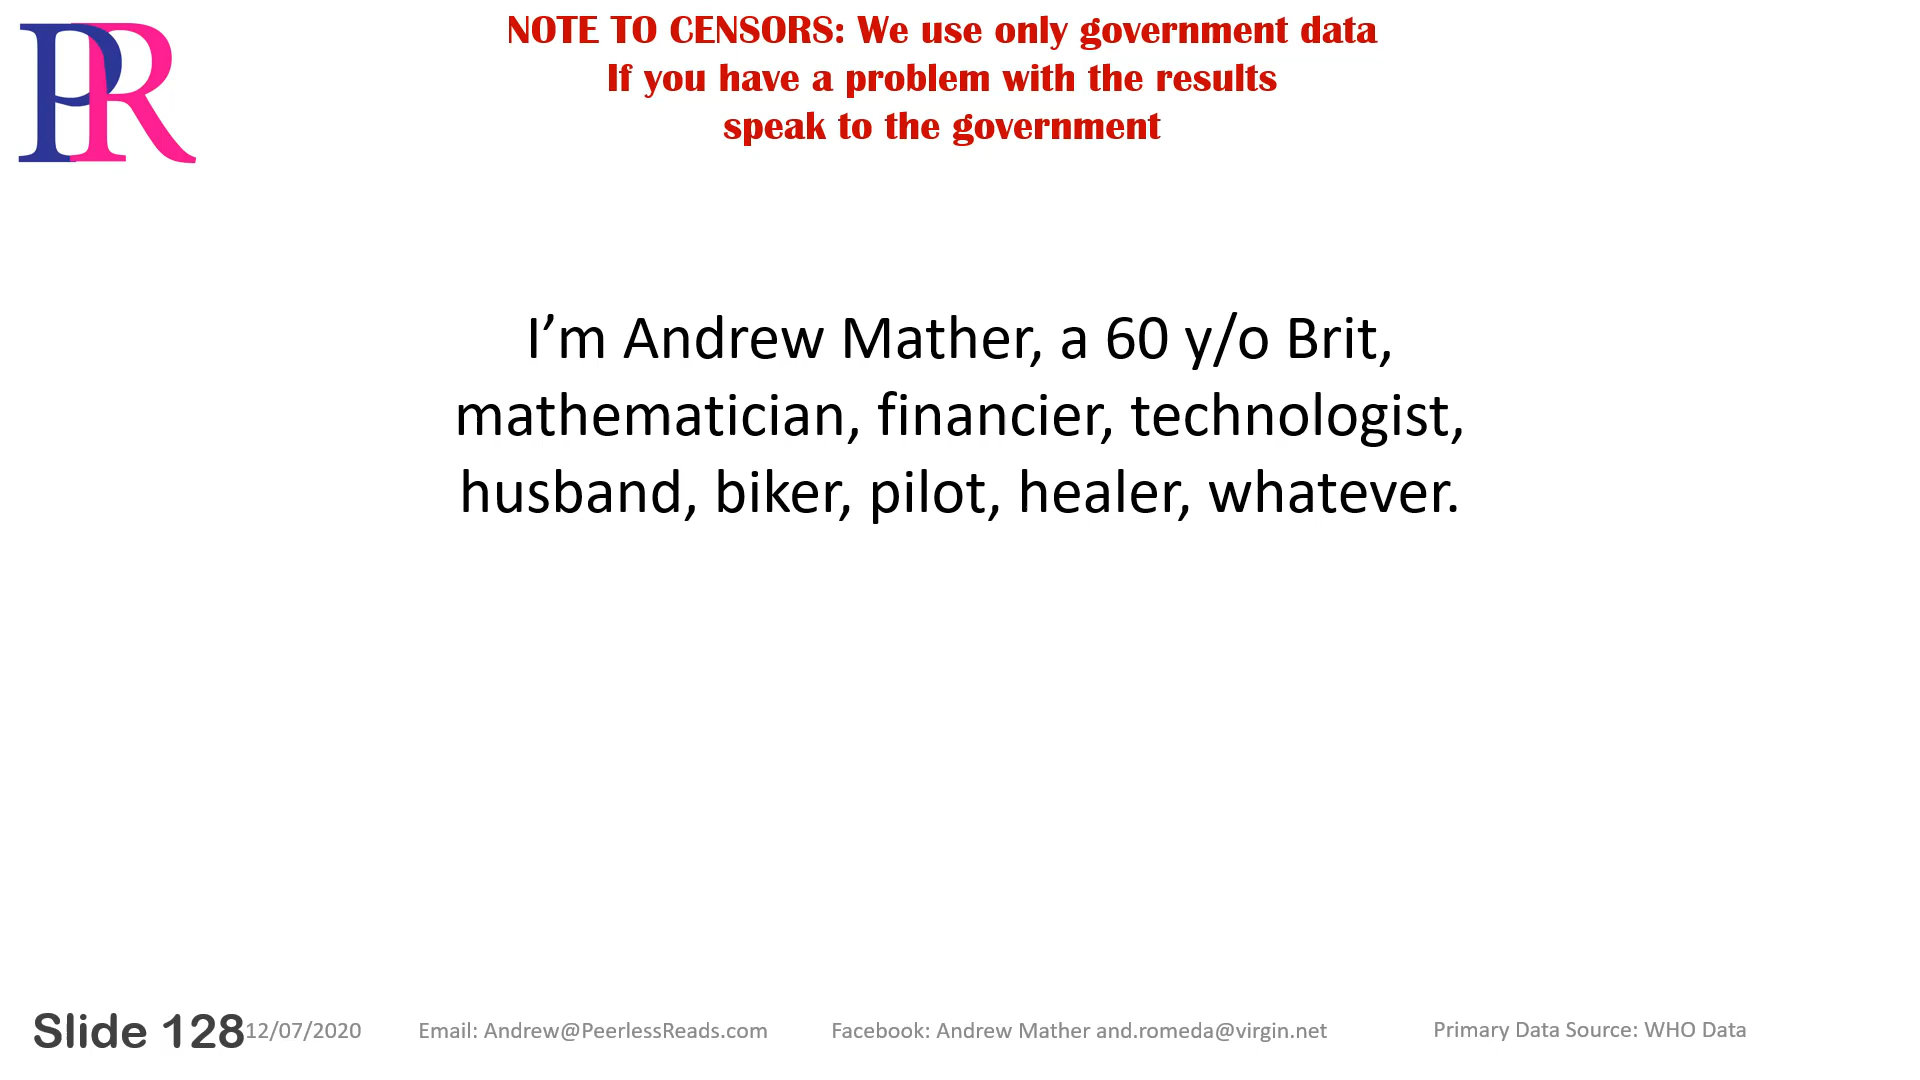 PR
NOTE TO CENSORS: We use only government data
If you have a problem with the results
speak to the government
I’m Andrew Mather, a 60 y/o Brit,
mathematician, financier, technologist,
husband, biker, pilot, healer, whatever.
Slide 128 12/07/2020 Email: Andrew@PeerlessReads.com Facebook: Andrew Mather and.romeda@virgin.net Primary Data Source: WHO Data